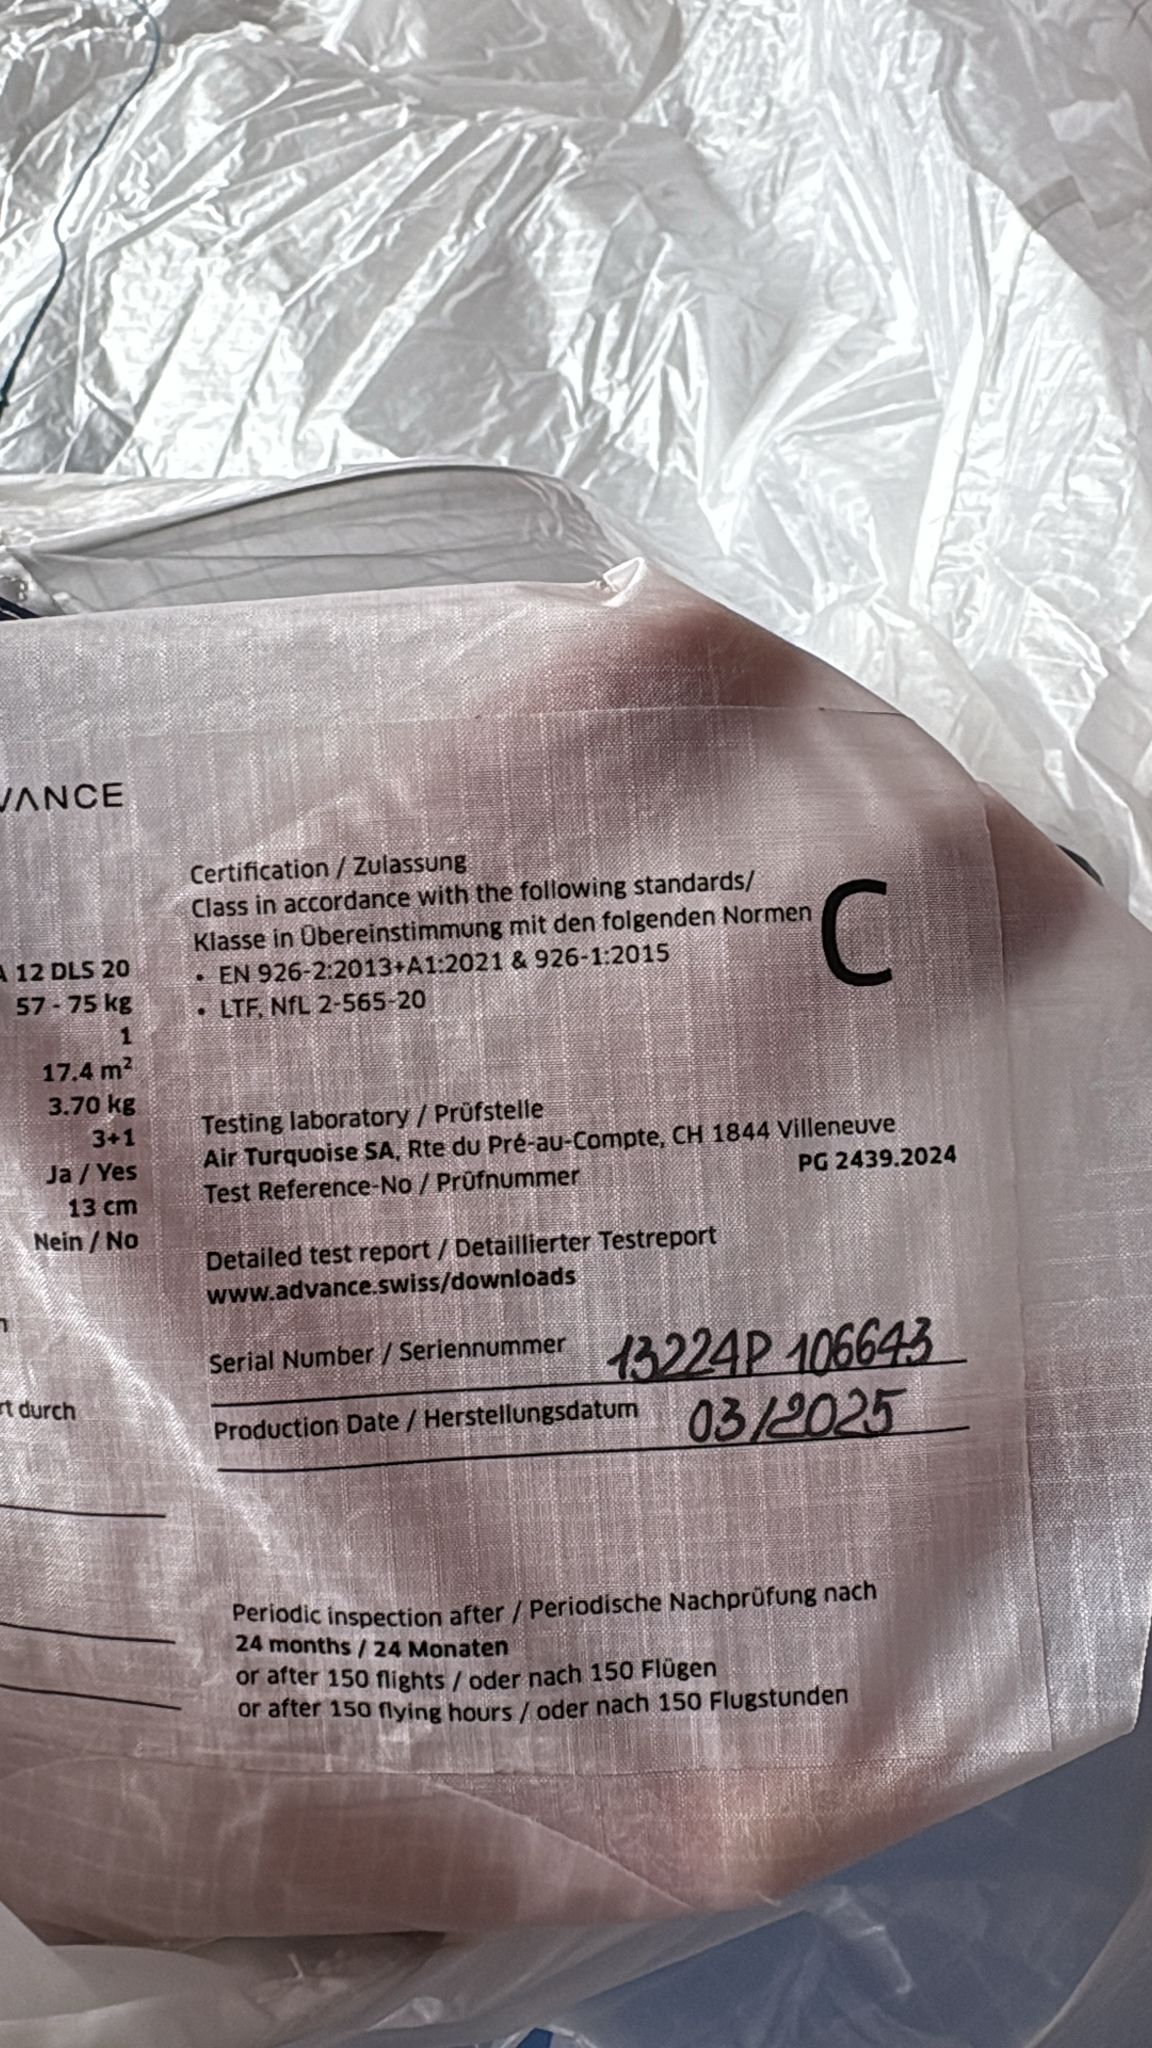 VANCE
A 12 DLS 20
57 - 75 kg
1
17.4 m²
3.70 kg
3+1
Ja / Yes
13 cm
Nein / No
n
rt durch
Certification / Zulassung
Class in accordance with the following standards/
Klasse in Übereinstimmung mit den folgenden Normen
• EN 926-2:2013+A1:2021 & 926-1:2015
• LTF, NfL 2-565-20
C
Testing laboratory / Prüfstelle
Air Turquoise SA, Rte du Pré-au-Compte, CH 1844 Villeneuve
Test Reference-No / Prüfnummer PG 2439.2024
Detailed test report / Detaillierter Testreport
www.advance.swiss/downloads
Serial Number / Seriennummer 13224P 106643
Production Date / Herstellungsdatum 03/2025
Periodic inspection after / Periodische Nachprüfung nach
24 months / 24 Monaten
or after 150 flights / oder nach 150 Flügen
or after 150 flying hours / oder nach 150 Flugstunden